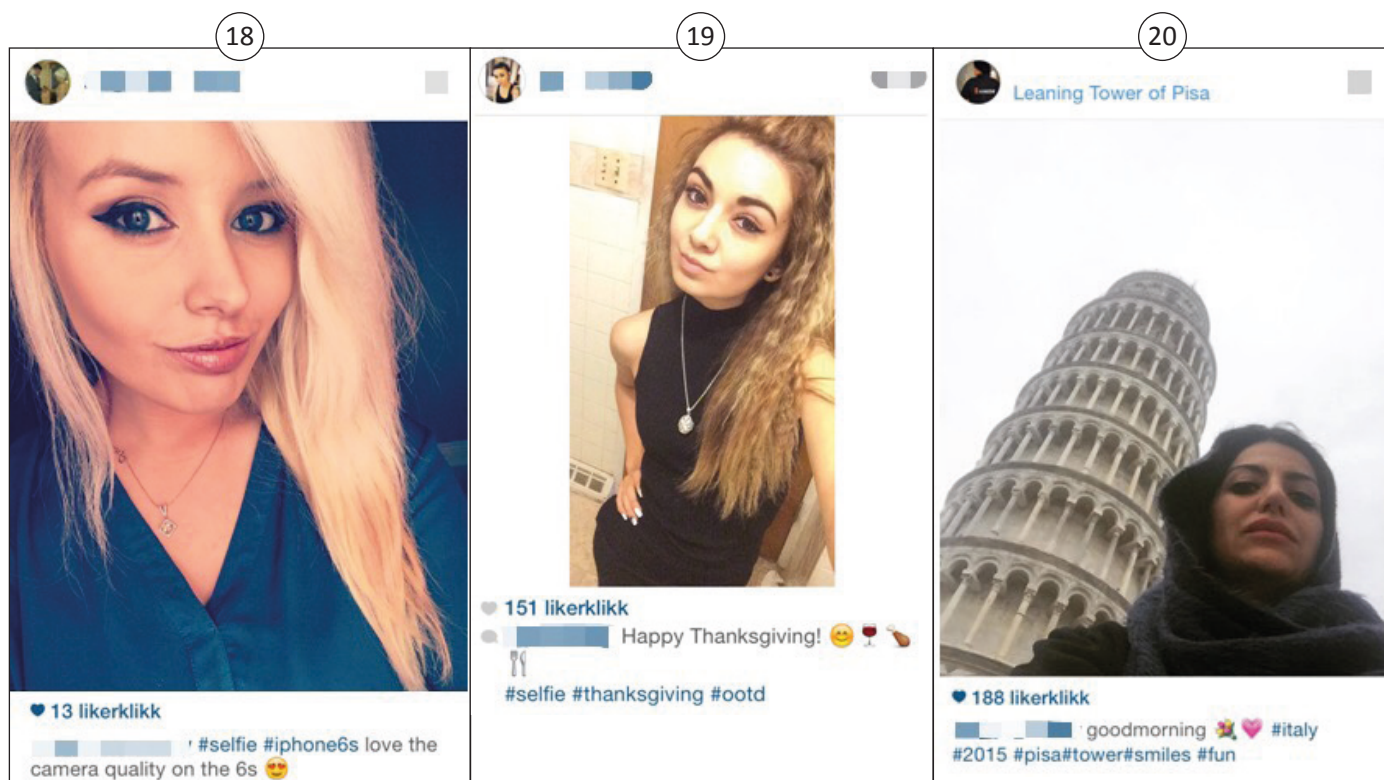 18
13 likerklikk
#selfie #iphone6s love the
camera quality on the 6s 😍
19
151 likerklikk
Happy Thanksgiving! 😊 🍷 🍗
🍴
#selfie #thanksgiving #ootd
20
Leaning Tower of Pisa
188 likerklikk
goodmorning 💐 💗 #italy
#2015 #pisa#tower#smiles #fun